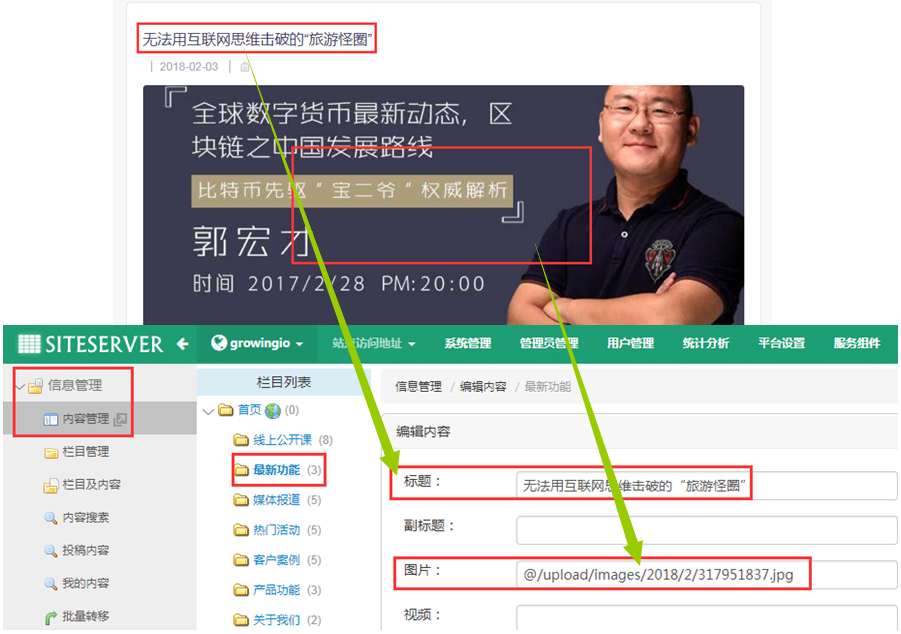 无法用互联网思维击破的“旅游怪圈”
2018-02-03
全球数字货币最新动态，区
块链之中国发展路线
比特币先驱＂宝二爷＂权威解析
郭宏才
时间 2017/2/28 PM:20:00
SITESERVER
growingio
站点访问地址
系统管理
管理员管理
用户管理
统计分析
平台设置
服务组件
信息管理
内容管理
栏目管理
栏目及内容
内容搜索
投稿内容
我的内容
批量转移
栏目列表
首页 (0)
线上公开课 (8)
最新功能 (3)
媒体报道 (5)
热门活动 (5)
客户案例 (5)
产品功能 (3)
关于我们 (2)
信息管理 / 编辑内容 / 最新功能
编辑内容
标题： 无法用互联网思维击破的“旅游怪圈”
副标题：
图片： @/upload/images/2018/2/317951837.jpg
视频：